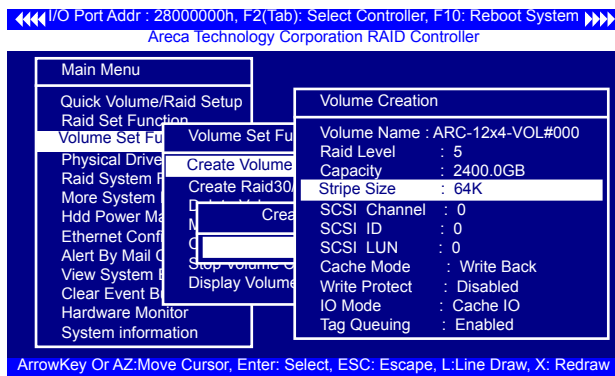 I/O Port Addr : 28000000h, F2(Tab): Select Controller, F10: Reboot System
Areca Technology Corporation RAID Controller
Main Menu
Quick Volume/Raid Setup
Raid Set Function
Volume Set Fu
Physical Drive
Raid System F
More System
Hdd Power Ma
Ethernet Confi
Alert By Mail C
View System E
Clear Event B
Hardware Monitor
System information
Volume Set Fu
Create Volume
Create Raid30/
Stop Volume C
Display Volume
Crea
Volume Creation
Volume Name : ARC-12x4-VOL#000
Raid Level : 5
Capacity : 2400.0GB
Stripe Size : 64K
SCSI Channel : 0
SCSI ID : 0
SCSI LUN : 0
Cache Mode : Write Back
Write Protect : Disabled
IO Mode : Cache IO
Tag Queuing : Enabled
ArrowKey Or AZ:Move Cursor, Enter: Select, ESC: Escape, L:Line Draw, X: Redraw